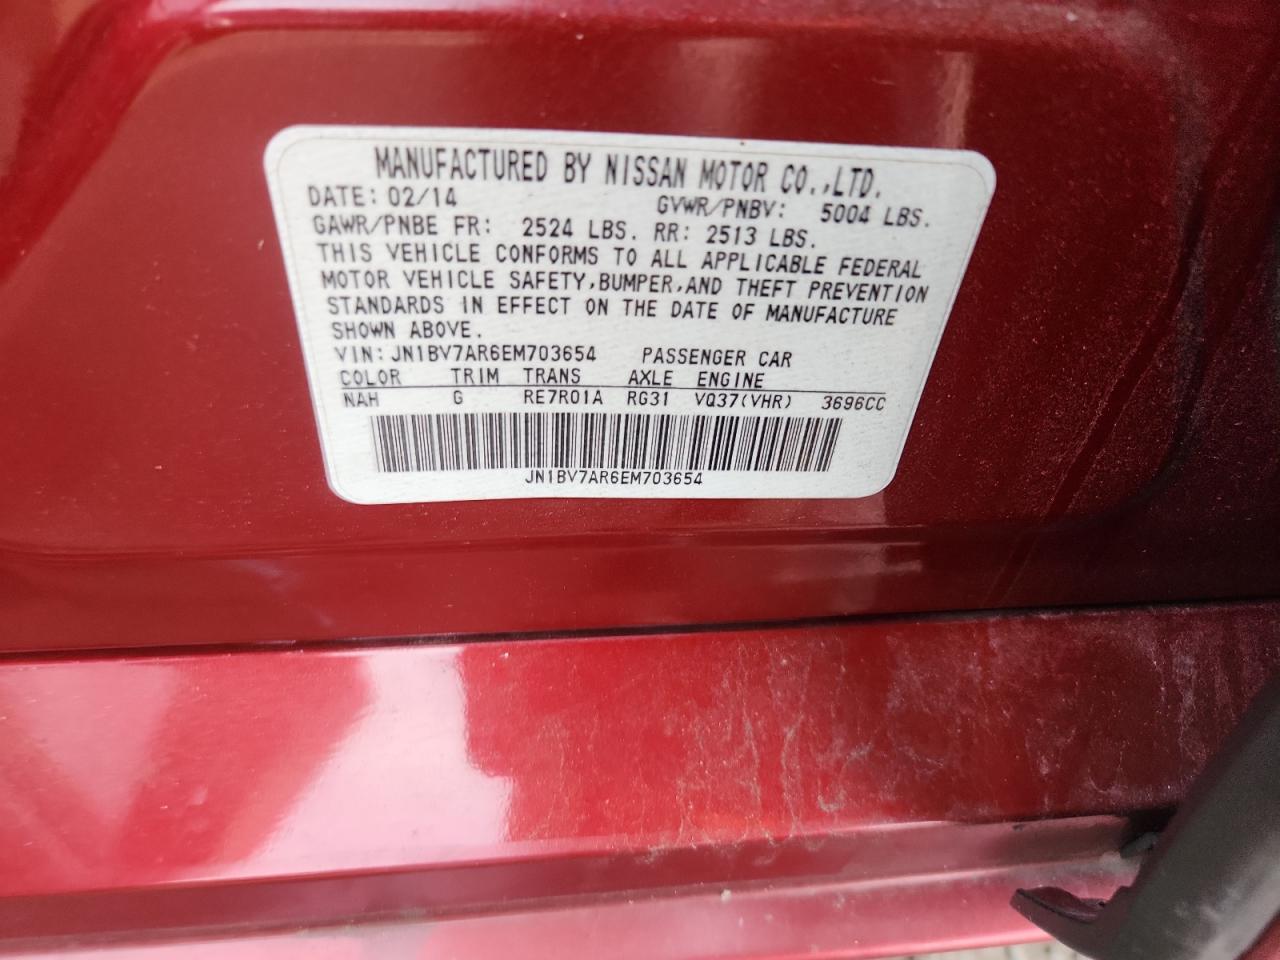 MANUFACTURED BY NISSAN MOTOR CO.,LTD.
DATE: 02/14 GVWR/PNBV: 5004 LBS.
GAWR/PNBE FR: 2524 LBS. RR: 2513 LBS.
THIS VEHICLE CONFORMS TO ALL APPLICABLE FEDERAL
MOTOR VEHICLE SAFETY,BUMPER,AND THEFT PREVENTION
STANDARDS IN EFFECT ON THE DATE OF MANUFACTURE
SHOWN ABOVE.
VIN: JN1BV7AR6EM703654 PASSENGER CAR
COLOR TRIM TRANS AXLE ENGINE
NAH G RE7R01A RG31 VQ37(VHR) 3696CC
JN1BV7AR6EM703654